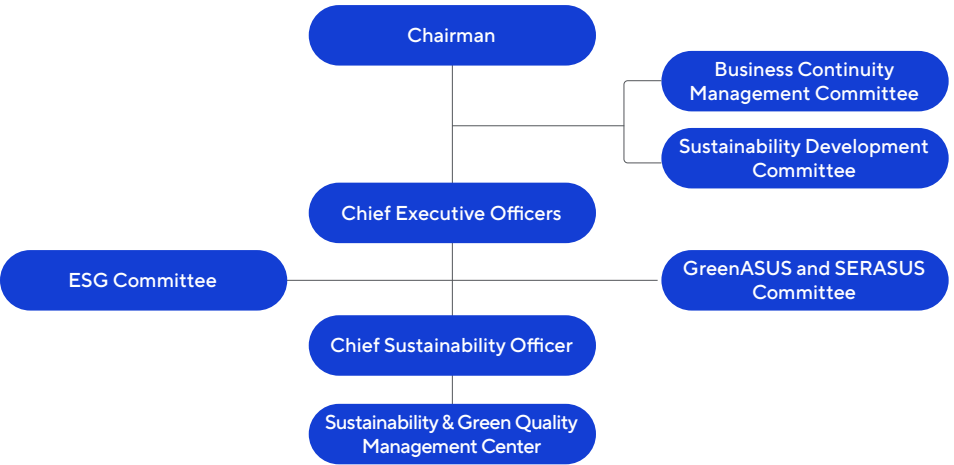 Chairman
Business Continuity
Management Committee
Sustainability Development
Committee
Chief Executive Officers
ESG Committee
GreenASUS and SERASUS
Committee
Chief Sustainability Officer
Sustainability & Green Quality
Management Center